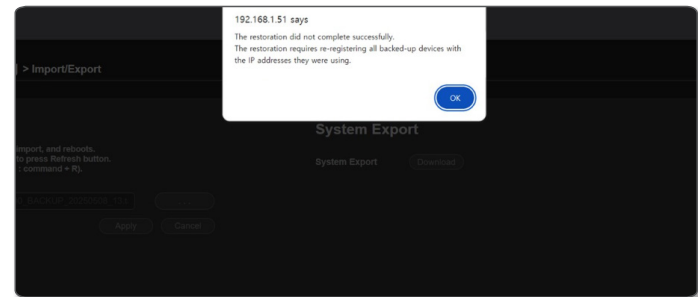 192.168.1.51 says
The restoration did not complete successfully.
The restoration requires re-registering all backed-up devices with
the IP addresses they were using.
OK
> Import/Export
System Export
import, and reboots.
to press Refresh button.
: command + R).
System Export
Download
Apply
Cancel